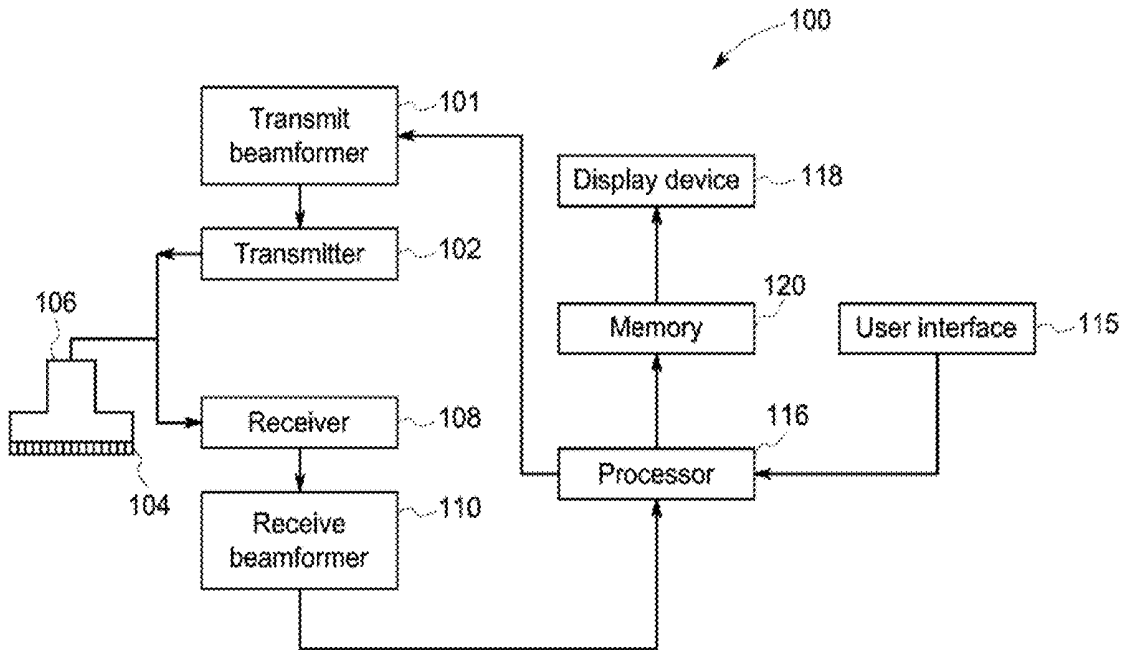 100
101
Transmit
beamformer
Display device
118
Transmitter
102
106
120
Memory
User interface
115
Receiver
108
116
Processor
104
110
Receive
beamformer